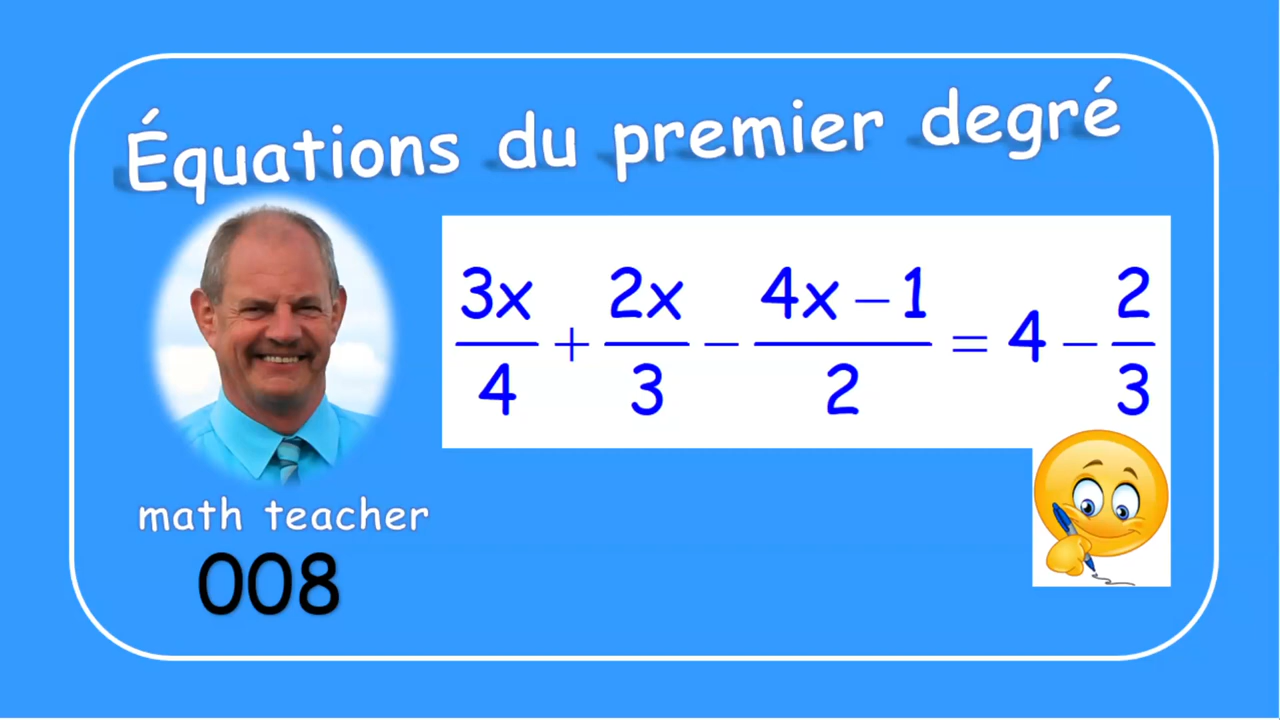 Équations du premier degré
3x/4 + 2x/3 − 4x − 1/2 = 4 − 2/3
math teacher
008